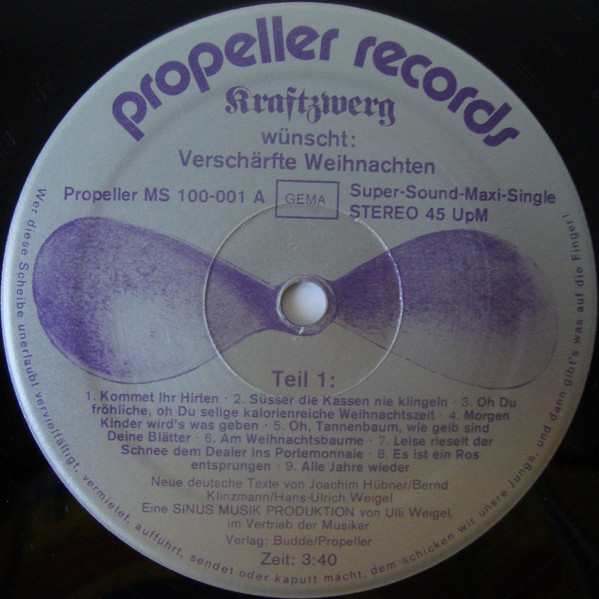 propeller records
Kraftzwerg
wünscht:
Verschärfte Weihnachten
Propeller MS 100-001 A
GEMA
Super-Sound-Maxi-Single
STEREO 45 UpM
Teil 1:
1. Kommet Ihr Hirten · 2. Süsser die Kassen nie klingeln · 3. Oh Du
fröhliche, oh Du selige kalorienreiche Weihnachtszeit · 4. Morgen
Kinder wird's was geben · 5. Oh, Tannenbaum, wie gelb sind
Deine Blätter · 6. Am Weihnachtsbaume · 7. Leise rieselt der
Schnee dem Dealer ins Portemonnaie · 8. Es ist ein Ros
entsprungen · 9. Alle Jahre wieder
Neue deutsche Texte von Joachim Hübner/Bernd
Klinzmann/Hans-Ulrich Weigel
Eine SINUS MUSIK PRODUKTION von Ulli Weigel,
im Vertrieb der Musiker
Verlag: Budde/Propeller
Zeit: 3:40
Wer diese Scheibe unerlaubt vervielfältigt, vermietet, aufführt, sendet oder kaputt macht, dem schicken wir unsre Jungs, und dann gibt's was auf die Finger!